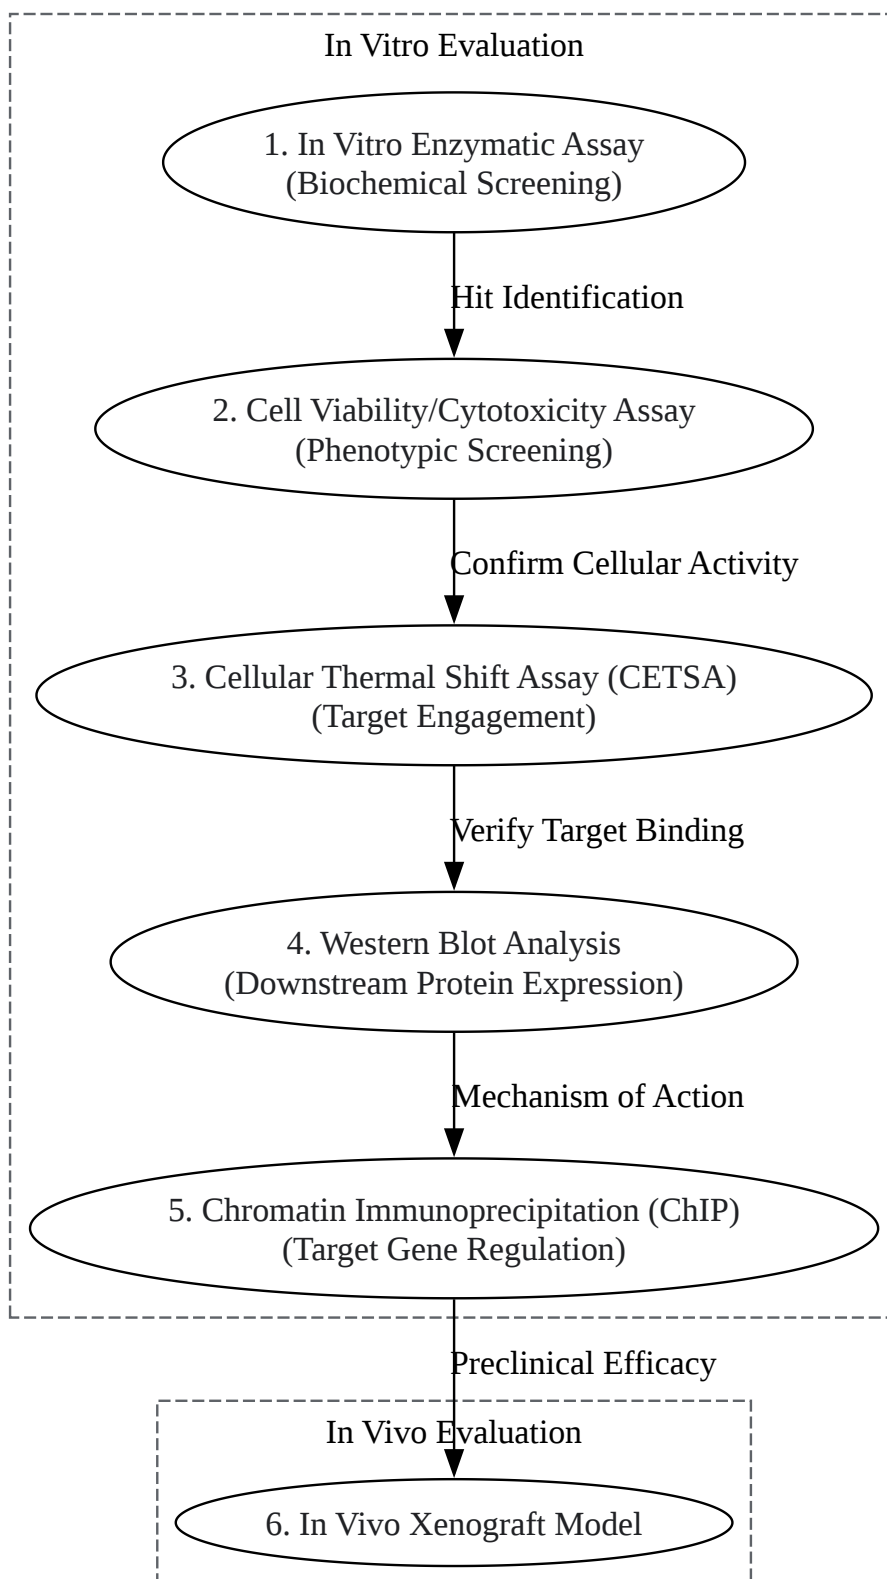 In Vitro Evaluation
1. In Vitro Enzymatic Assay
(Biochemical Screening)
Hit Identification
2. Cell Viability/Cytotoxicity Assay
(Phenotypic Screening)
Confirm Cellular Activity
3. Cellular Thermal Shift Assay (CETSA)
(Target Engagement)
Verify Target Binding
4. Western Blot Analysis
(Downstream Protein Expression)
Mechanism of Action
5. Chromatin Immunoprecipitation (ChIP)
(Target Gene Regulation)
Preclinical Efficacy
In Vivo Evaluation
6. In Vivo Xenograft Model